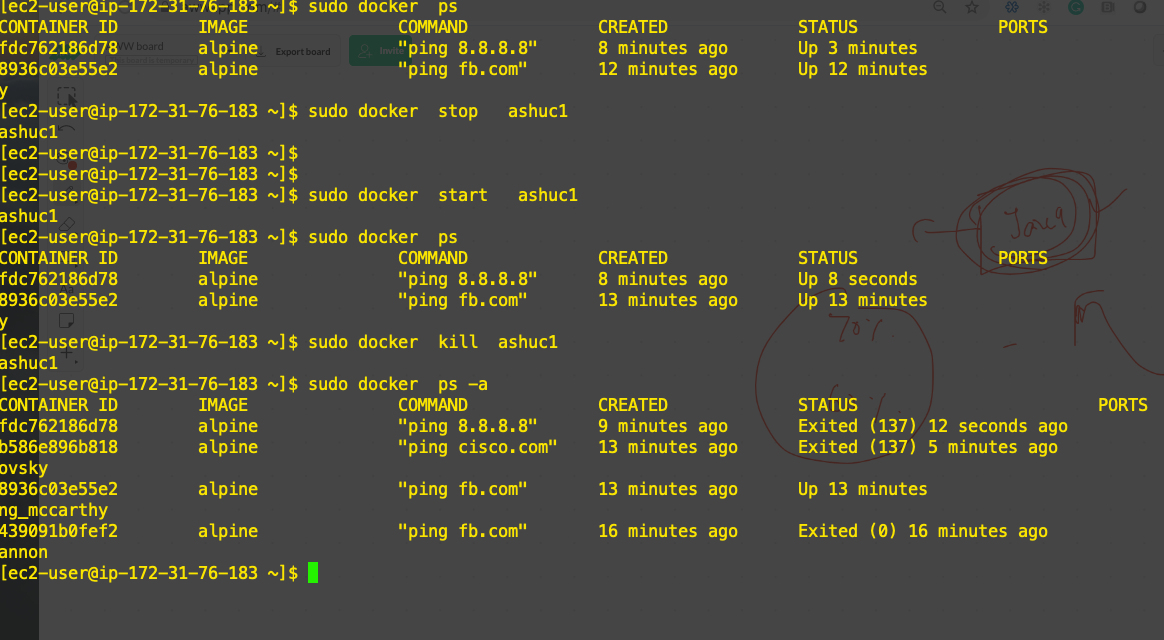 [ec2-user@ip-172-31-76-183 ~]$ sudo docker  ps
CONTAINER ID        IMAGE               COMMAND             CREATED             STATUS              PORTS
fdc762186d78        alpine              "ping 8.8.8.8"      8 minutes ago       Up 3 minutes
8936c03e55e2        alpine              "ping fb.com"       12 minutes ago      Up 12 minutes
y
[ec2-user@ip-172-31-76-183 ~]$ sudo docker  stop   ashuc1
ashuc1
[ec2-user@ip-172-31-76-183 ~]$
[ec2-user@ip-172-31-76-183 ~]$
[ec2-user@ip-172-31-76-183 ~]$ sudo docker  start   ashuc1
ashuc1
[ec2-user@ip-172-31-76-183 ~]$ sudo docker  ps
CONTAINER ID        IMAGE               COMMAND             CREATED             STATUS              PORTS
fdc762186d78        alpine              "ping 8.8.8.8"      8 minutes ago       Up 8 seconds
8936c03e55e2        alpine              "ping fb.com"       13 minutes ago      Up 13 minutes
y
[ec2-user@ip-172-31-76-183 ~]$ sudo docker  kill  ashuc1
ashuc1
[ec2-user@ip-172-31-76-183 ~]$ sudo docker  ps -a
CONTAINER ID        IMAGE               COMMAND             CREATED             STATUS                        PORTS
fdc762186d78        alpine              "ping 8.8.8.8"      9 minutes ago       Exited (137) 12 seconds ago
b586e896b818        alpine              "ping cisco.com"    13 minutes ago      Exited (137) 5 minutes ago
ovsky
8936c03e55e2        alpine              "ping fb.com"       13 minutes ago      Up 13 minutes
ng_mccarthy
439091b0fef2        alpine              "ping fb.com"       16 minutes ago      Exited (0) 16 minutes ago
annon
[ec2-user@ip-172-31-76-183 ~]$
board
Export board
Invite
70%